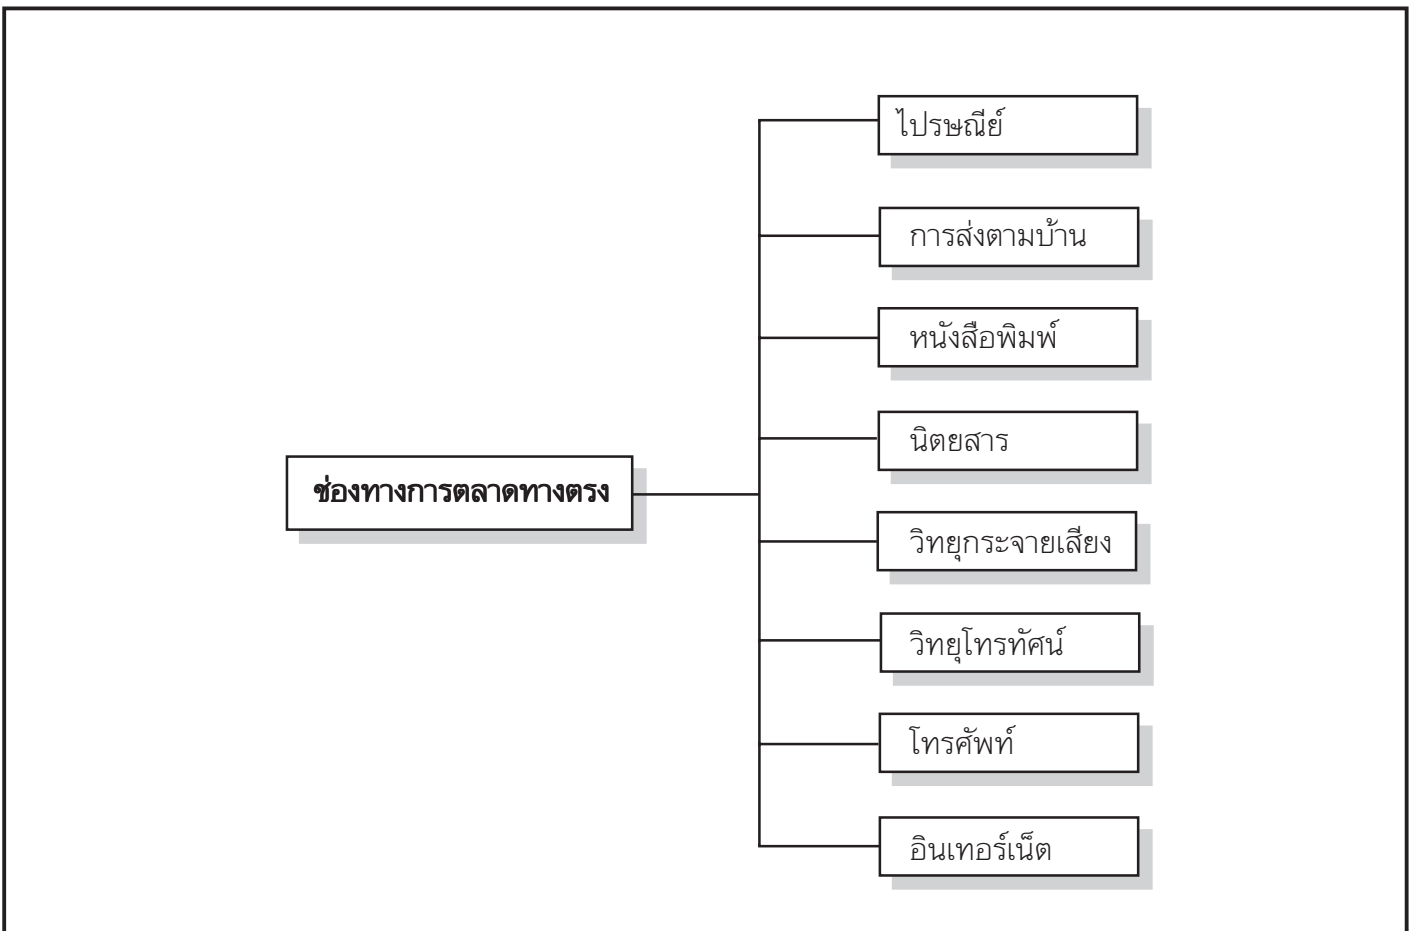 ไปรษณีย์
การส่งตามบ้าน
หนังสือพิมพ์
นิตยสาร
ช่องทางการตลาดทางตรง
วิทยุกระจายเสียง
วิทยุโทรทัศน์
โทรศัพท์
อินเทอร์เน็ต